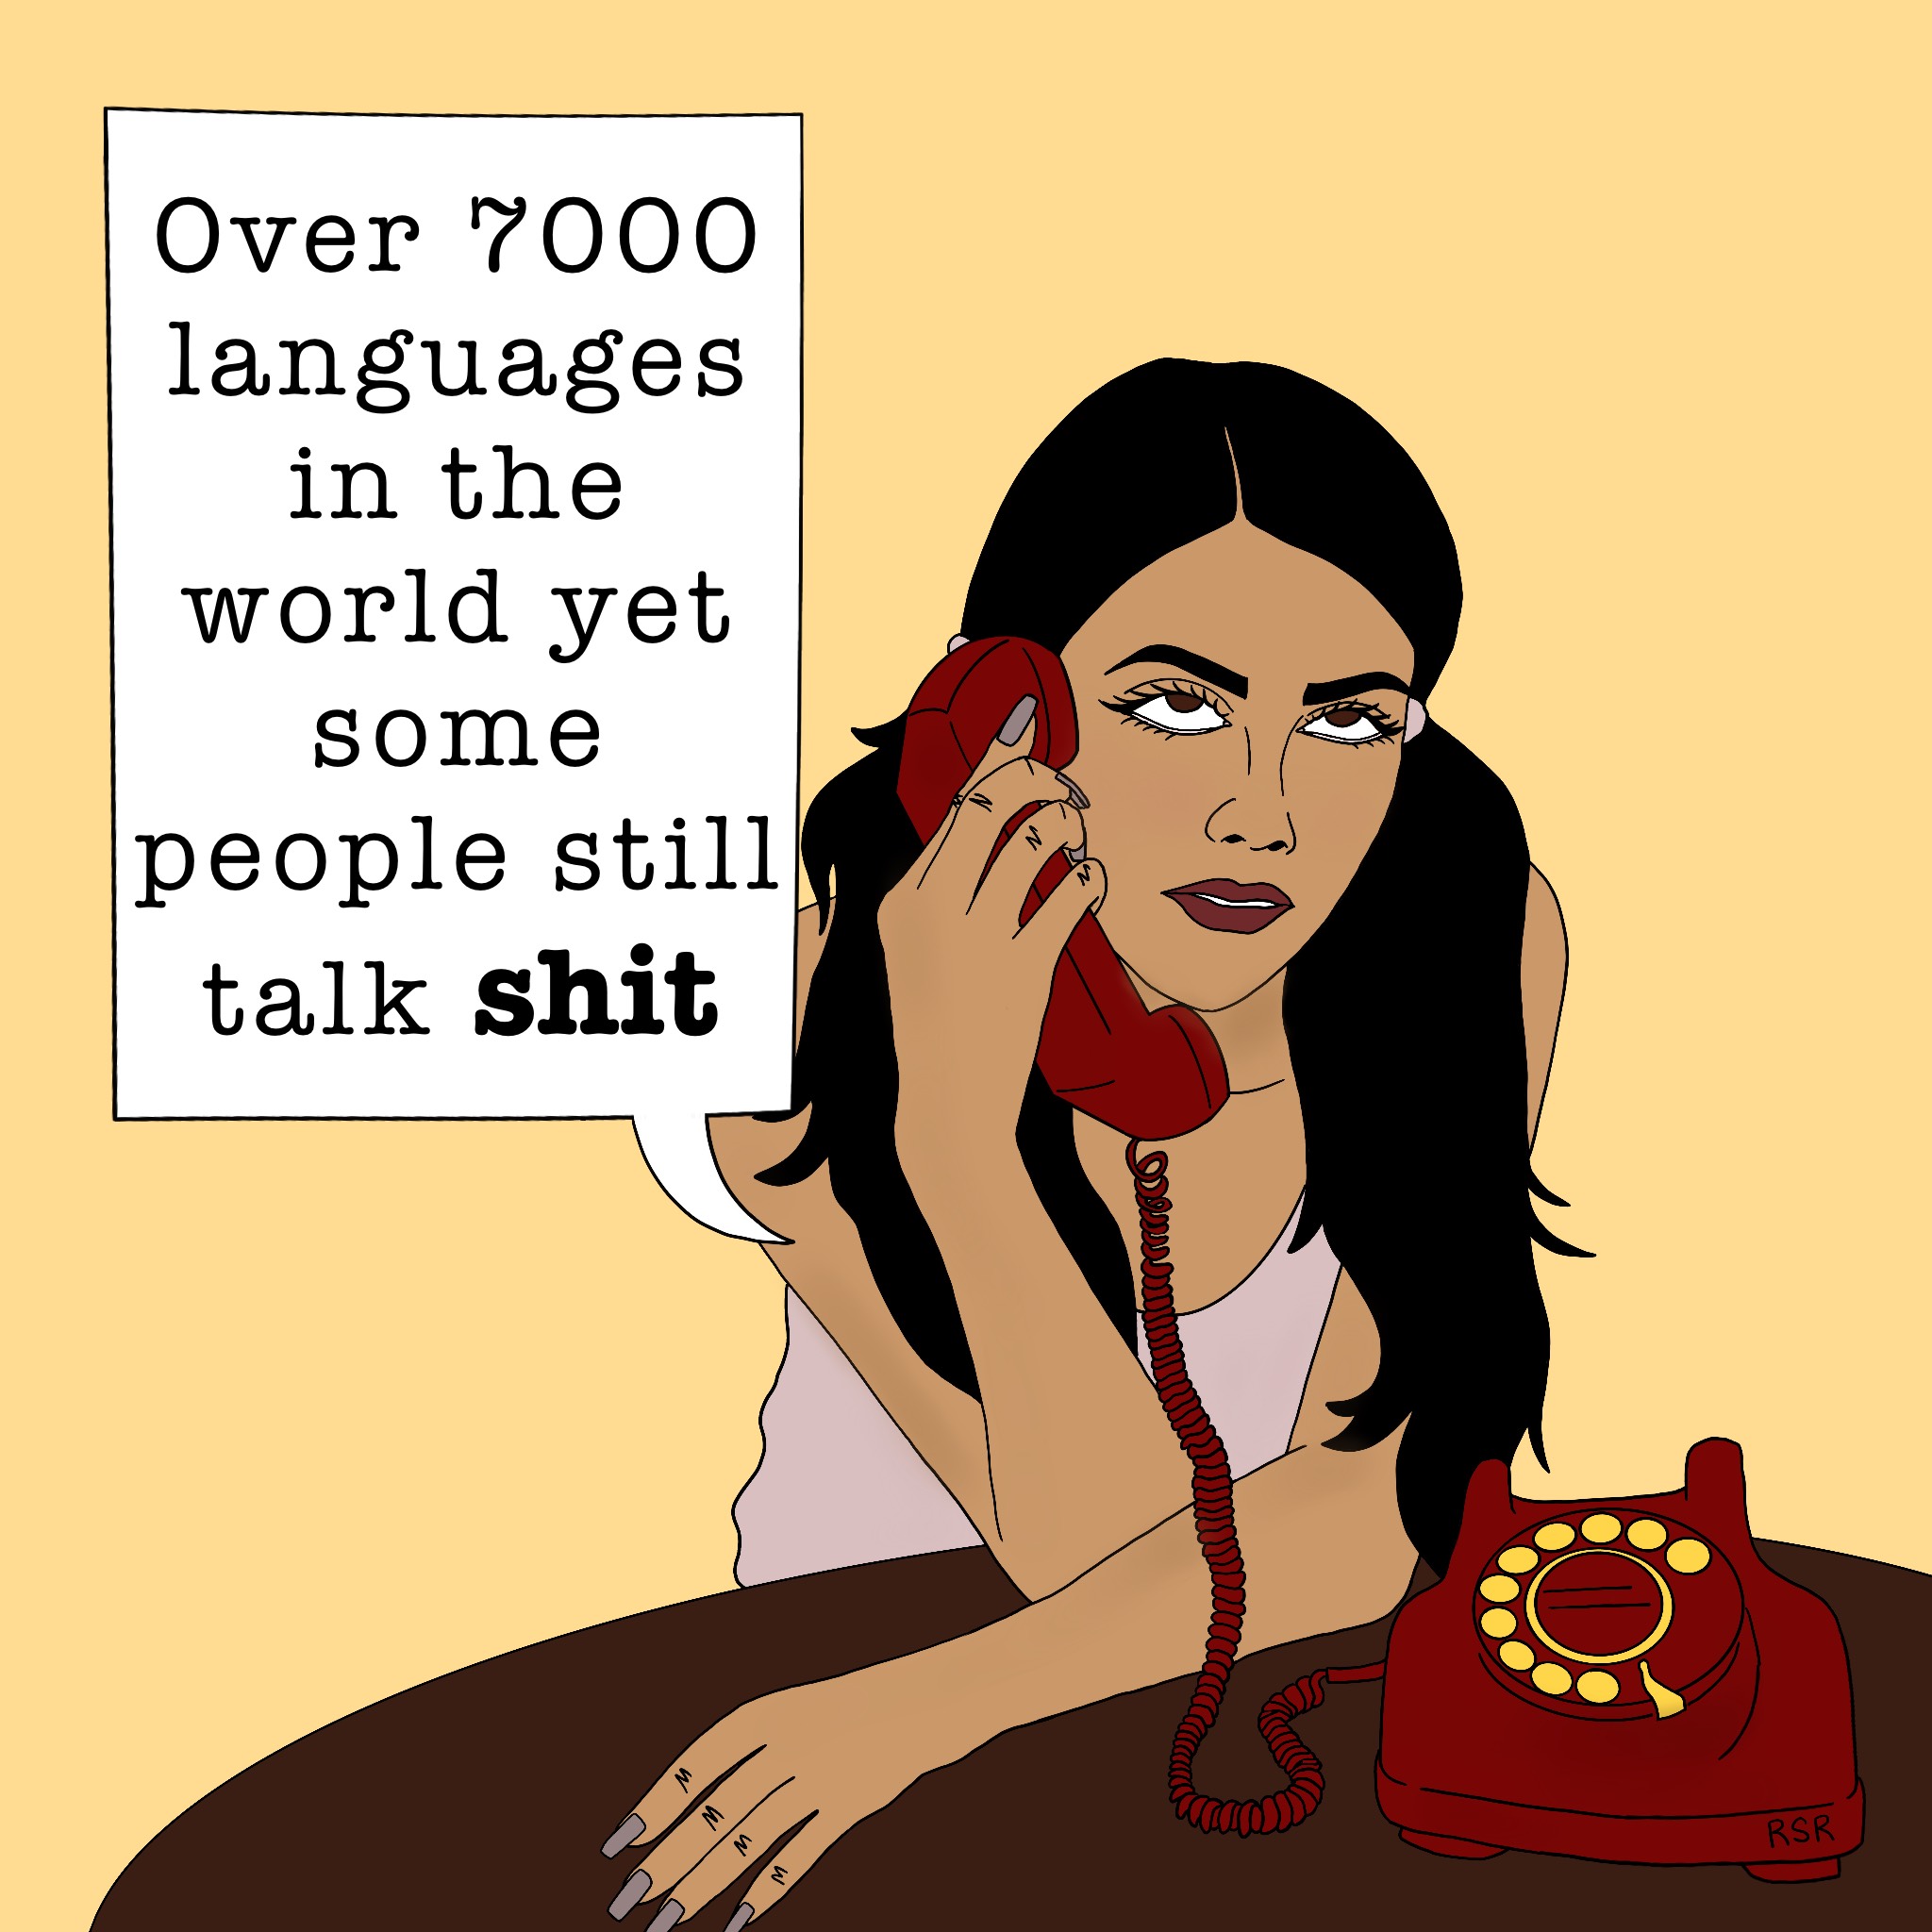 Over 7000
languages
in the
world yet
some
people still
talk shit
RSR